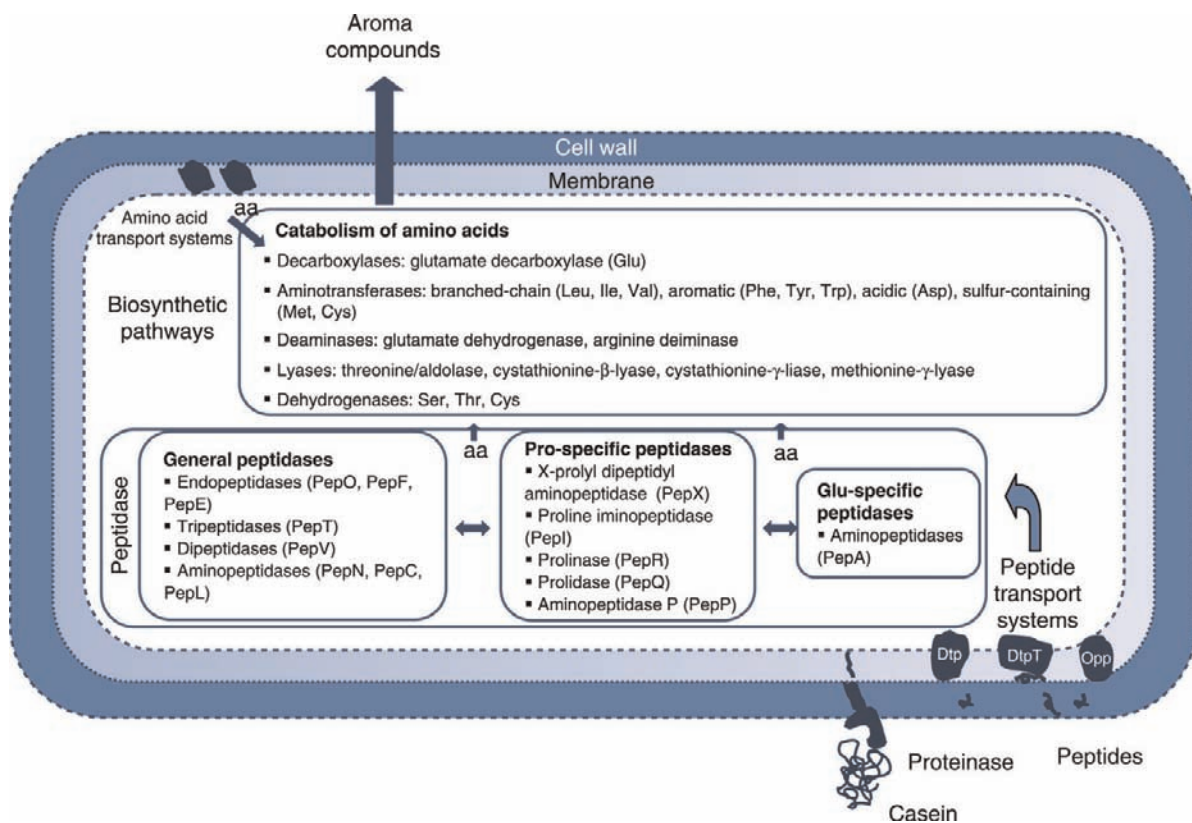 Aroma
compounds
Cell wall
Membrane
aa
Amino acid
transport systems
Biosynthetic
pathways
Catabolism of amino acids
▪ Decarboxylases: glutamate decarboxylase (Glu)
▪ Aminotransferases: branched-chain (Leu, Ile, Val), aromatic (Phe, Tyr, Trp), acidic (Asp), sulfur-containing
(Met, Cys)
▪ Deaminases: glutamate dehydrogenase, arginine deiminase
▪ Lyases: threonine/aldolase, cystathionine-β-lyase, cystathionine-γ-liase, methionine-γ-lyase
▪ Dehydrogenases: Ser, Thr, Cys
aa
aa
Peptidase
General peptidases
▪ Endopeptidases (PepO, PepF,
PepE)
▪ Tripeptidases (PepT)
▪ Dipeptidases (PepV)
▪ Aminopeptidases (PepN, PepC,
PepL)
Pro-specific peptidases
▪ X-prolyl dipeptidyl
aminopeptidase (PepX)
▪ Proline iminopeptidase
(PepI)
▪ Prolinase (PepR)
▪ Prolidase (PepQ)
▪ Aminopeptidase P (PepP)
Glu-specific
peptidases
▪ Aminopeptidases
(PepA)
Peptide
transport
systems
Dtp
DtpT
Opp
Proteinase
Peptides
Casein